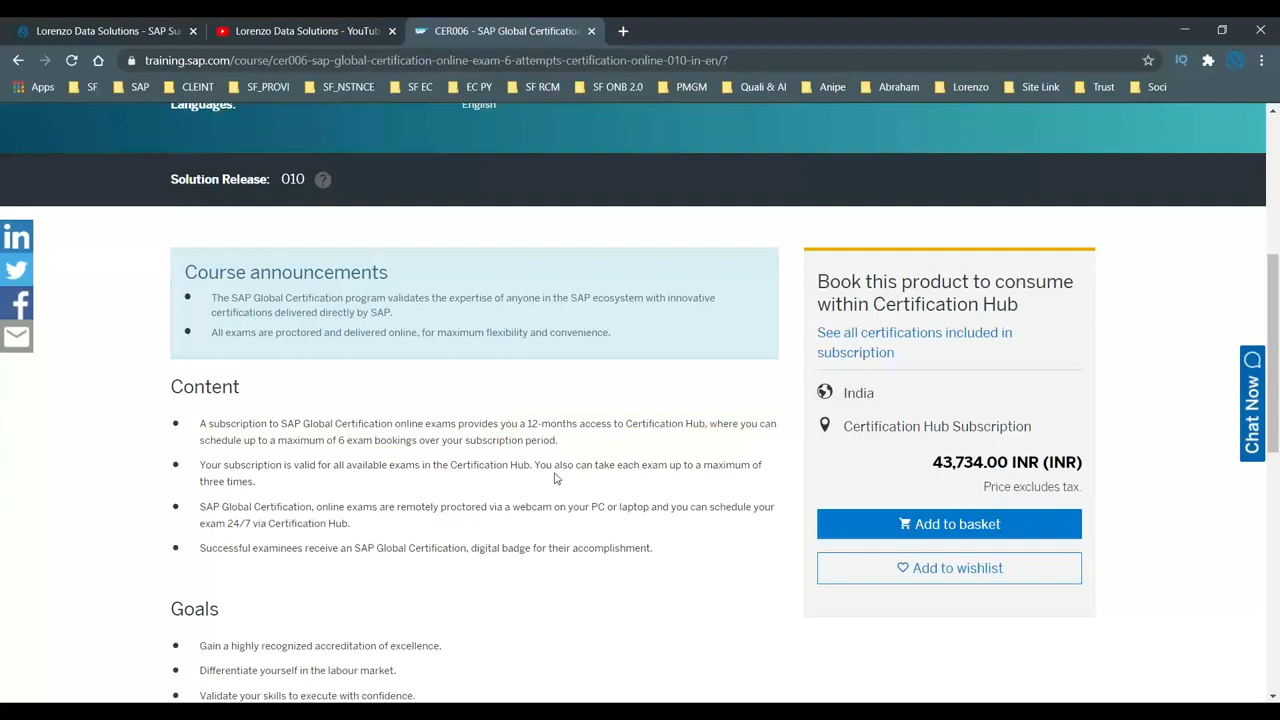 Lorenzo Data Solutions - SAP Su
Lorenzo Data Solutions - YouTub
CER006 - SAP Global Certification
training.sap.com/course/cer006-sap-global-certification-online-exam-6-attempts-certification-online-010-in-en/?
Apps SF SAP CLEINT SF_PROVI SF_NSTNCE SF EC EC PY SF RCM SF ONB 2.0 PMGM Quali & AI Anipe Abraham Lorenzo Site Link Trust Soci
Languages: English
Solution Release: 010 ?
Course announcements
The SAP Global Certification program validates the expertise of anyone in the SAP ecosystem with innovative
certifications delivered directly by SAP.
All exams are proctored and delivered online, for maximum flexibility and convenience.
Content
A subscription to SAP Global Certification online exams provides you a 12-months access to Certification Hub, where you can
schedule up to a maximum of 6 exam bookings over your subscription period.
Your subscription is valid for all available exams in the Certification Hub. You also can take each exam up to a maximum of
three times.
SAP Global Certification, online exams are remotely proctored via a webcam on your PC or laptop and you can schedule your
exam 24/7 via Certification Hub.
Successful examinees receive an SAP Global Certification, digital badge for their accomplishment.
Goals
Gain a highly recognized accreditation of excellence.
Differentiate yourself in the labour market.
Validate your skills to execute with confidence.
Book this product to consume
within Certification Hub
See all certifications included in
subscription
India
Certification Hub Subscription
43,734.00 INR (INR)
Price excludes tax.
Add to basket
Add to wishlist
Chat Now
in